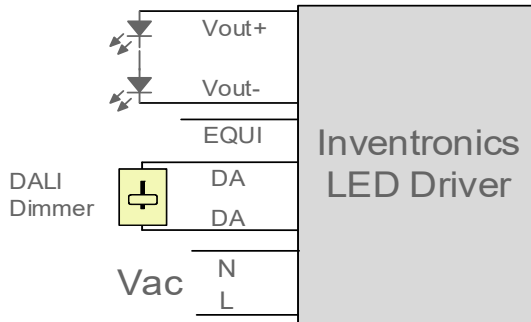 Vout+
Vout-
EQUI
Inventronics
LED Driver
DALI
Dimmer
DA
DA
Vac
N
L